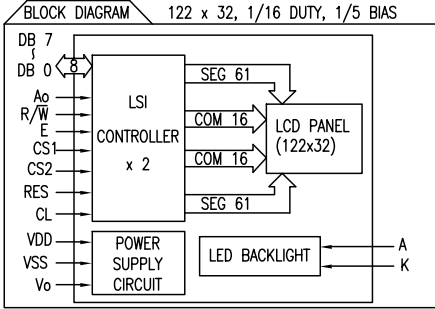 BLOCK DIAGRAM 122 x 32, 1/16 DUTY, 1/5 BIAS
DB 7
DB 0
8
Ao
R/W̅
E
CS1
CS2
RES
CL
LSI
CONTROLLER
x 2
SEG 61
COM 16
COM 16
SEG 61
LCD PANEL
(122x32)
VDD
VSS
Vo
POWER
SUPPLY
CIRCUIT
LED BACKLIGHT
A
K